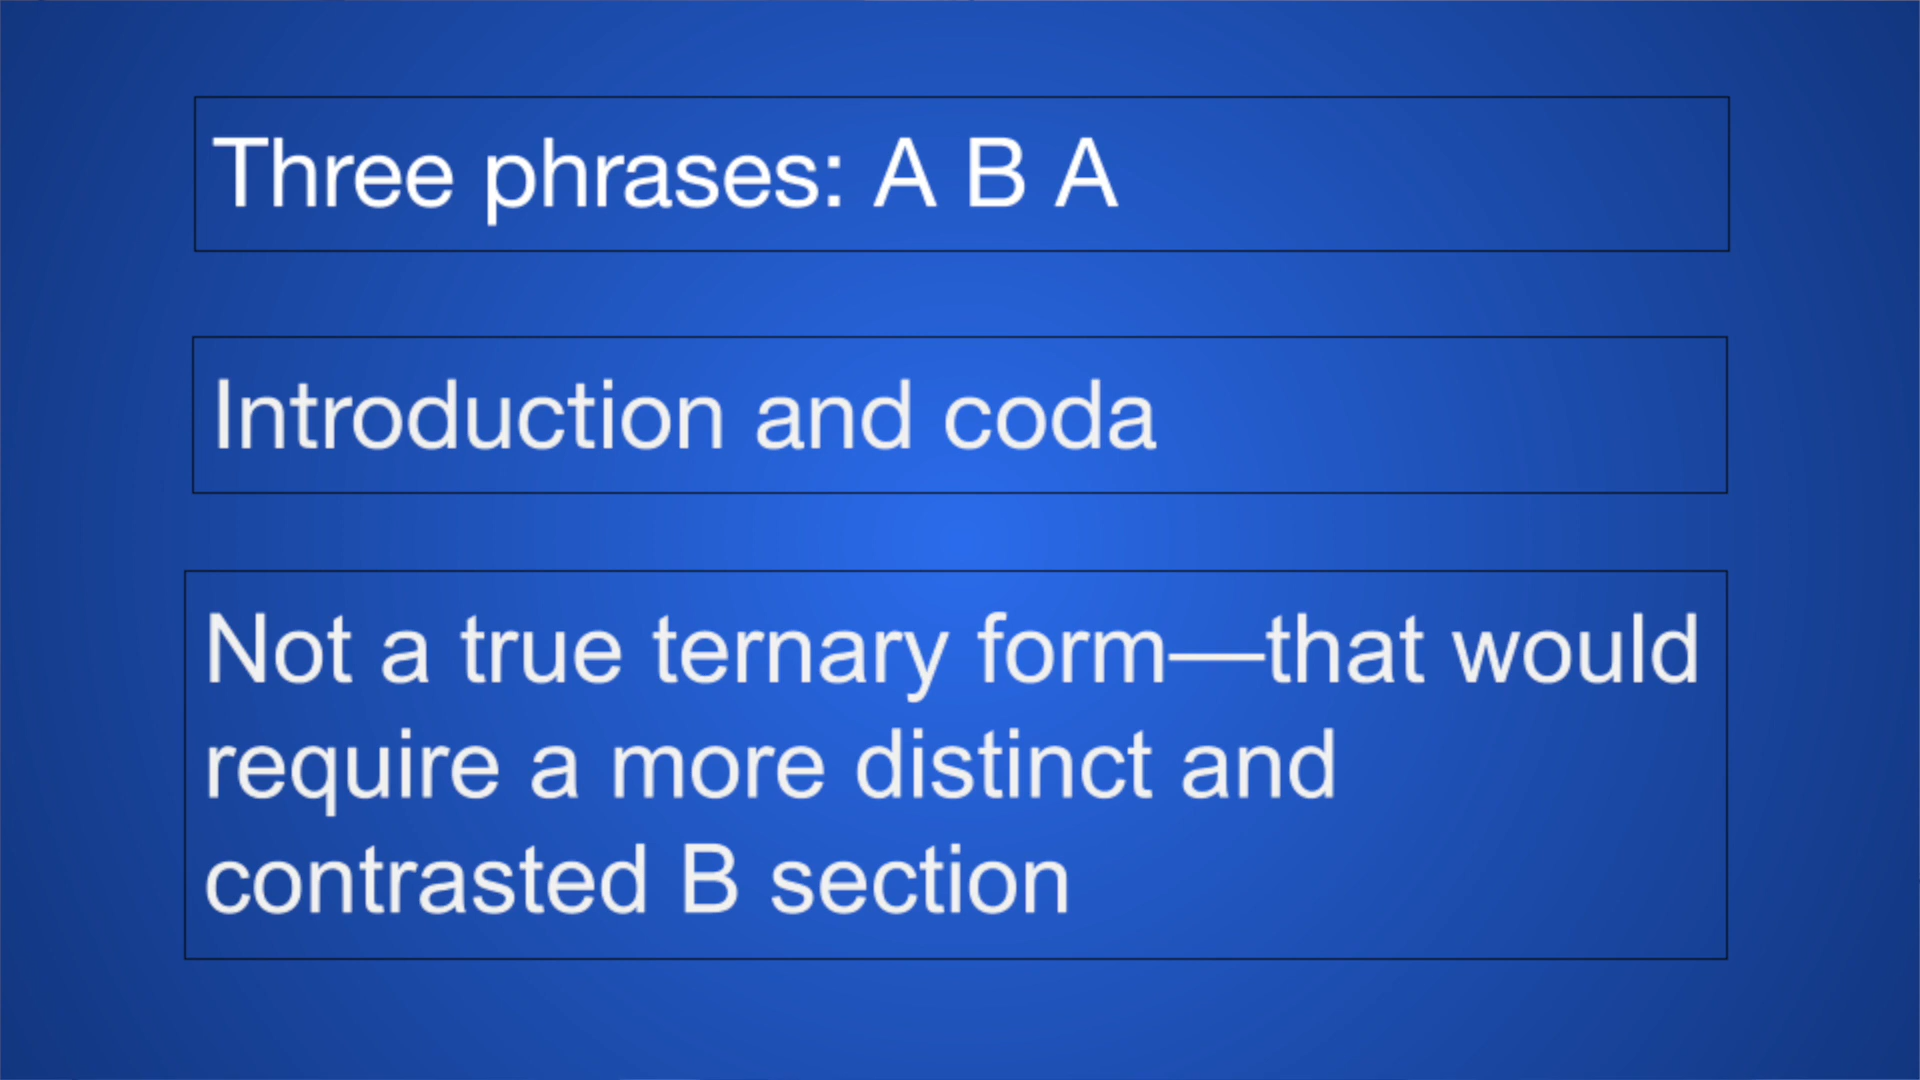 Three phrases: A B A
Introduction and coda
Not a true ternary form—that would
require a more distinct and
contrasted B section